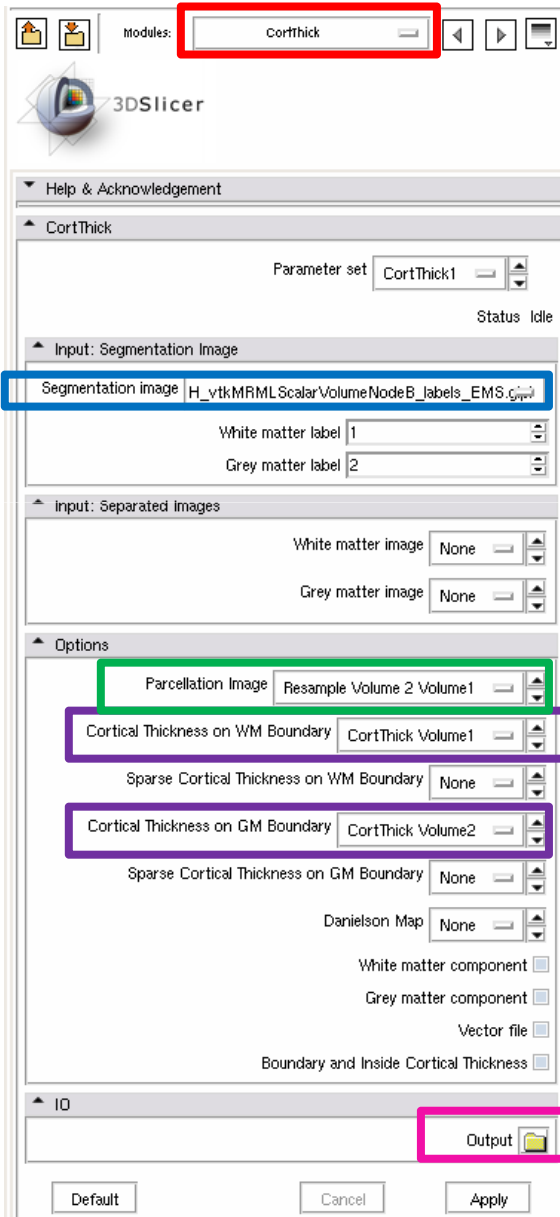 Modules: CortThick
3DSlicer
Help & Acknowledgement
CortThick
Parameter set CortThick1
Status Idle
Input: Segmentation Image
Segmentation image H_vtkMRMLScalarVolumeNodeB_labels_EMS.gipl
White matter label 1
Grey matter label 2
Input: Separated Images
White matter image None
Grey matter image None
Options
Parcellation Image Resample Volume 2 Volume1
Cortical Thickness on WM Boundary CortThick Volume1
Sparse Cortical Thickness on WM Boundary None
Cortical Thickness on GM Boundary CortThick Volume2
Sparse Cortical Thickness on GM Boundary None
Danielson Map None
White matter component
Grey matter component
Vector file
Boundary and Inside Cortical Thickness
IO
Output
Default Cancel Apply